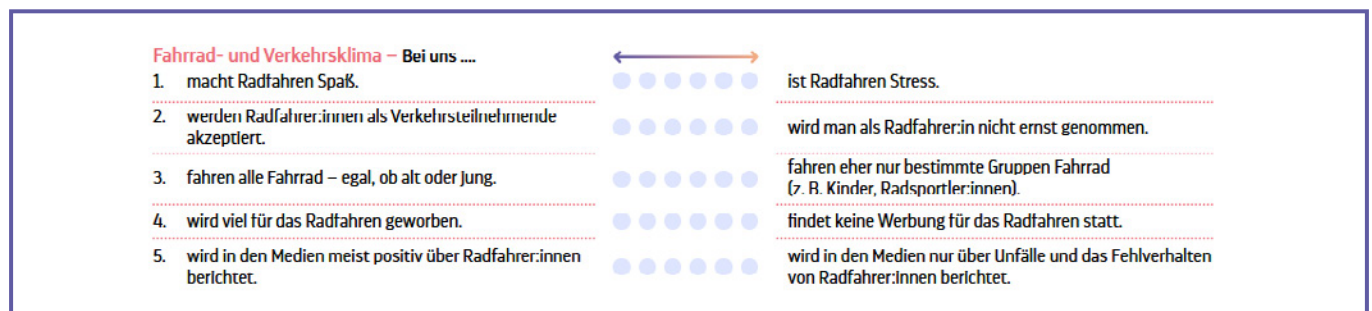 Fahrrad- und Verkehrsklima – Bei uns ....
1. macht Radfahren Spaß.
ist Radfahren Stress.
2. werden Radfahrer:innen als Verkehrsteilnehmende
akzeptiert.
wird man als Radfahrer:in nicht ernst genommen.
3. fahren alle Fahrrad – egal, ob alt oder jung.
fahren eher nur bestimmte Gruppen Fahrrad
(z. B. Kinder, Radsportler:innen).
4. wird viel für das Radfahren geworben.
findet keine Werbung für das Radfahren statt.
5. wird in den Medien meist positiv über Radfahrer:innen
berichtet.
wird in den Medien nur über Unfälle und das Fehlverhalten
von Radfahrer:innen berichtet.